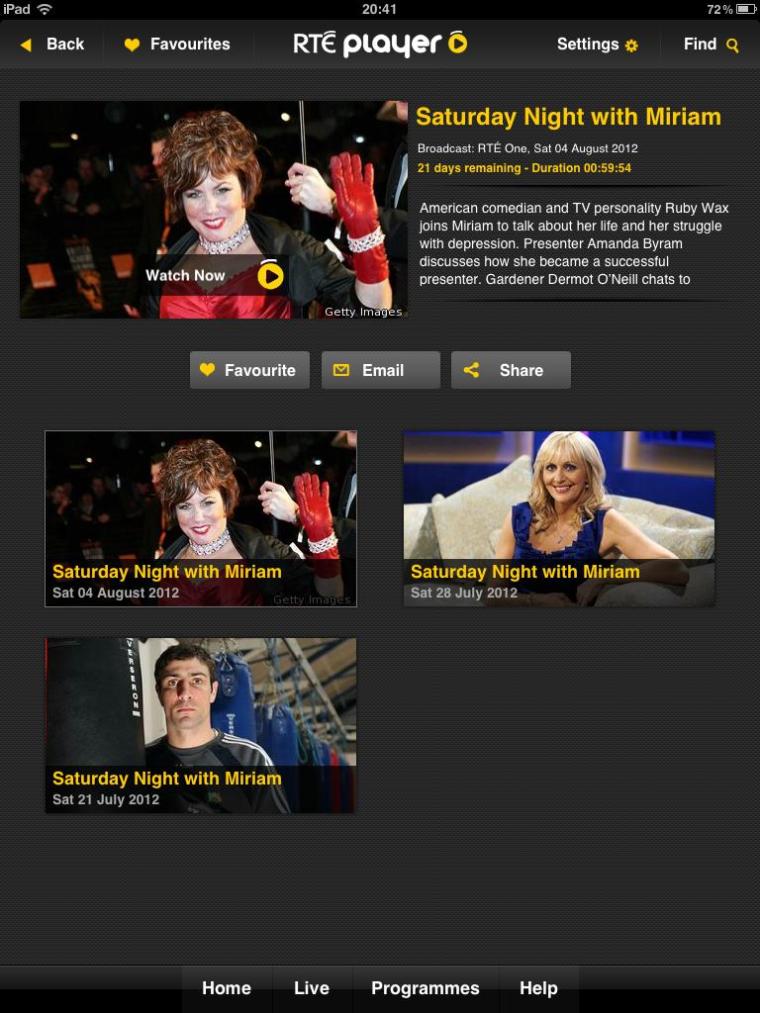 iPad 20:41 72%
Back Favourites RTÉ player Settings Find
Saturday Night with Miriam
Broadcast: RTÉ One, Sat 04 August 2012
21 days remaining - Duration 00:59:54
American comedian and TV personality Ruby Wax
joins Miriam to talk about her life and her struggle
with depression. Presenter Amanda Byram
discusses how she became a successful
presenter. Gardener Dermot O'Neill chats to
Watch Now
Getty Images
Favourite Email Share
Saturday Night with Miriam
Sat 04 August 2012
Getty Images
Saturday Night with Miriam
Sat 28 July 2012
Saturday Night with Miriam
Sat 21 July 2012
Home Live Programmes Help